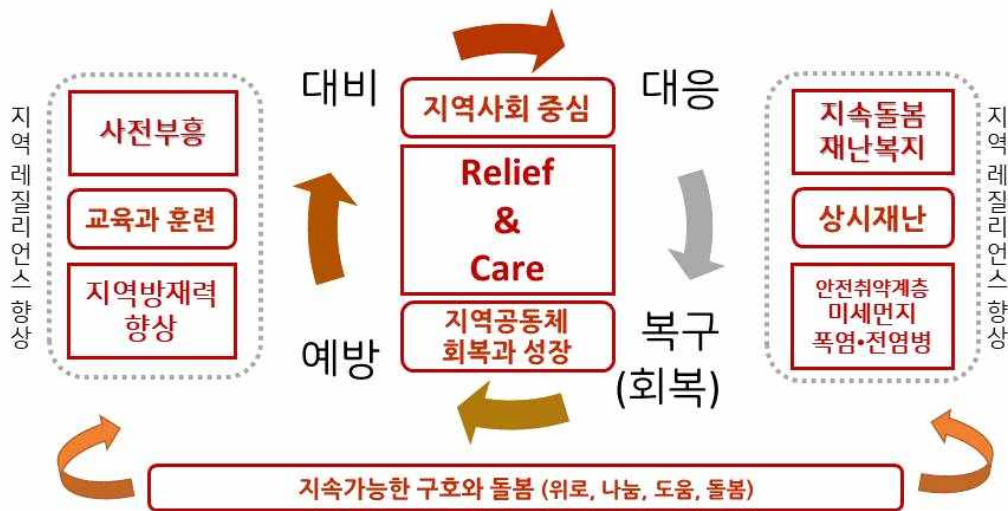 지역 레질리언스 향상
사전부흥
교육과 훈련
지역방재력
향상
대비
지역사회 중심
대응
Relief
&
Care
예방
지역공동체
회복과 성장
복구
(회복)
지속돌봄
재난복지
상시재난
안전취약계층
미세먼지
폭염•전염병
지역 레질리언스 향상
지속가능한 구호와 돌봄 (위로, 나눔, 도움, 돌봄)